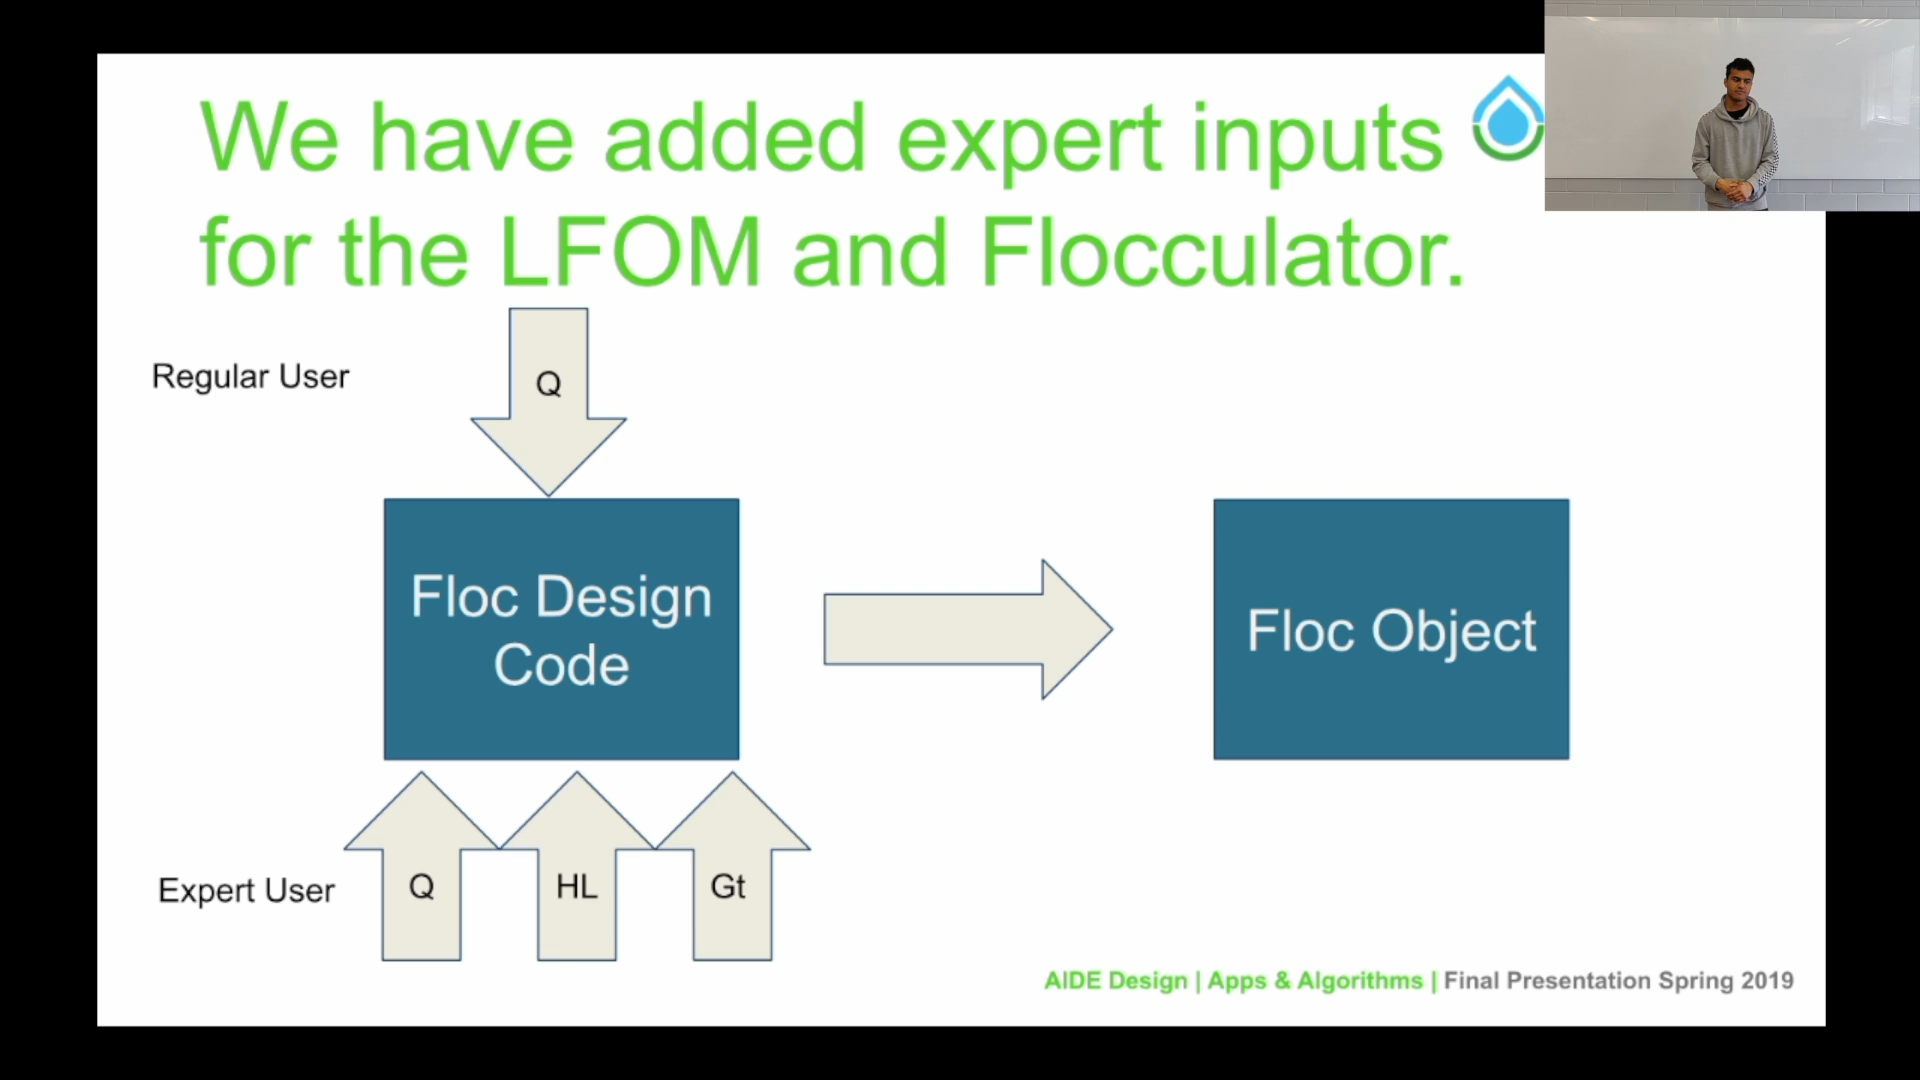 We have added expert inputs
for the LFOM and Flocculator.
Regular User
Q
Floc Design
Code
Floc Object
Expert User
Q
HL
Gt
AIDE Design | Apps & Algorithms | Final Presentation Spring 2019